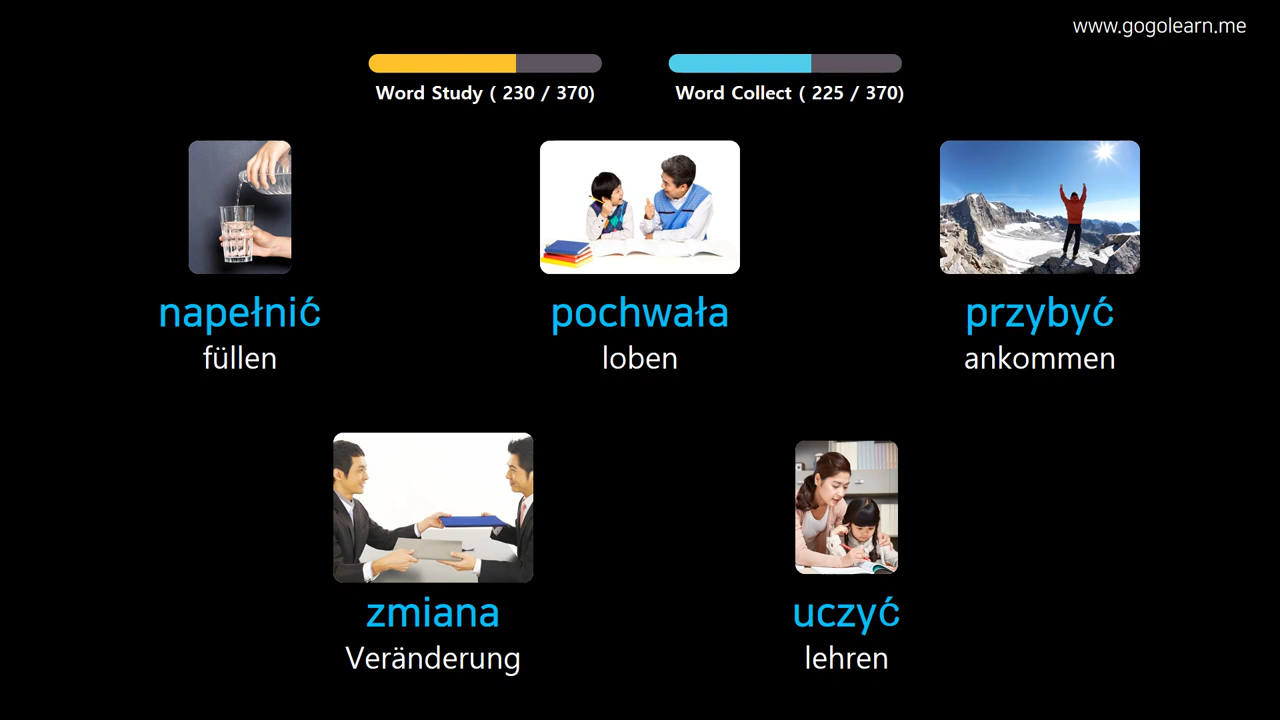 www.gogolearn.me
Word Study ( 230 / 370)
Word Collect ( 225 / 370)
napełnić
füllen
pochwała
loben
przybyć
ankommen
zmiana
Veränderung
uczyć
lehren